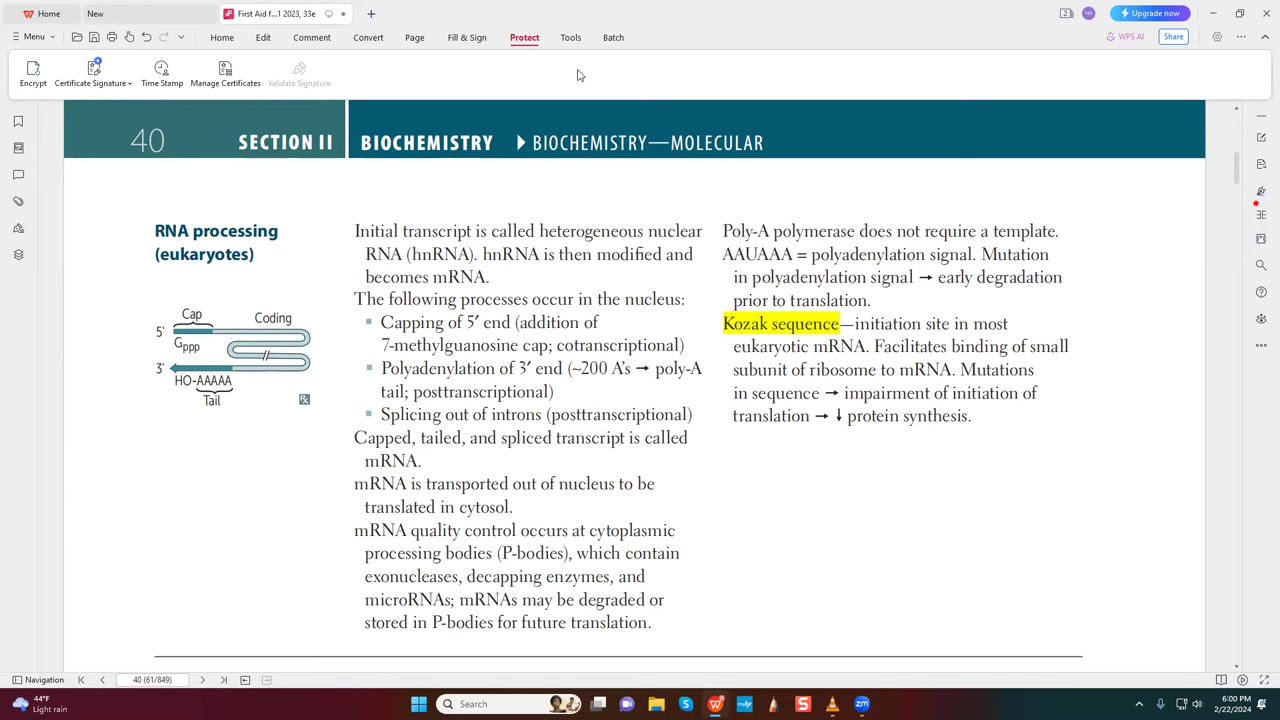 Home
New
First Aid f...1 2023, 33e
2
NB
Upgrade now
Menu
Home
Edit
Comment
Convert
Page
Fill & Sign
Protect
Tools
Batch
WPS AI
Share
Encrypt
Certificate Signature
Time Stamp
Manage Certificates
Validate Signature
40 SECTION II BIOCHEMISTRY BIOCHEMISTRY—MOLECULAR
RNA processing
(eukaryotes)
Cap
Coding
5′
Gppp
3′
HO-AAAAA
Tail
Rx
Initial transcript is called heterogeneous nuclear
RNA (hnRNA). hnRNA is then modified and
becomes mRNA.
The following processes occur in the nucleus:
▪ Capping of 5′ end (addition of
7-methylguanosine cap; cotranscriptional)
▪ Polyadenylation of 3′ end (~200 A's → poly-A
tail; posttranscriptional)
▪ Splicing out of introns (posttranscriptional)
Capped, tailed, and spliced transcript is called
mRNA.
mRNA is transported out of nucleus to be
translated in cytosol.
mRNA quality control occurs at cytoplasmic
processing bodies (P-bodies), which contain
exonucleases, decapping enzymes, and
microRNAs; mRNAs may be degraded or
stored in P-bodies for future translation.
Poly-A polymerase does not require a template.
AAUAAA = polyadenylation signal. Mutation
in polyadenylation signal → early degradation
prior to translation.
Kozak sequence—initiation site in most
eukaryotic mRNA. Facilitates binding of small
subunit of ribosome to mRNA. Mutations
in sequence → impairment of initiation of
translation → ↓ protein synthesis.
Navigation
40 (61/849)
44°F
Light rain
Search
6:00 PM
2/22/2024